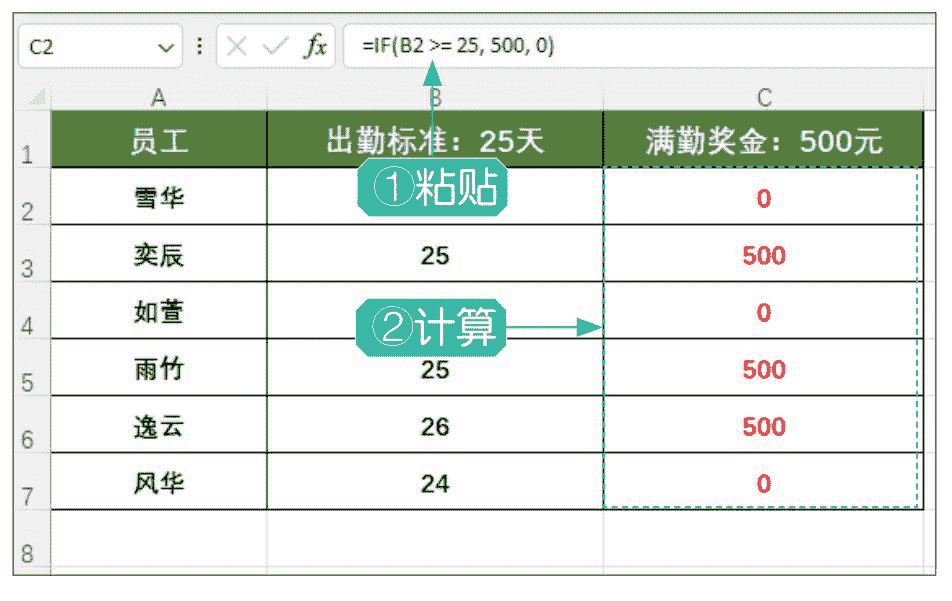 C2 fx =IF(B2 >= 25, 500, 0)
A B C
1 员工 出勤标准：25天 满勤奖金：500元
①粘贴
2 雪华 0
3 奕辰 25 500
4 如萱 0
②计算
5 雨竹 25 500
6 逸云 26 500
7 风华 24 0
8